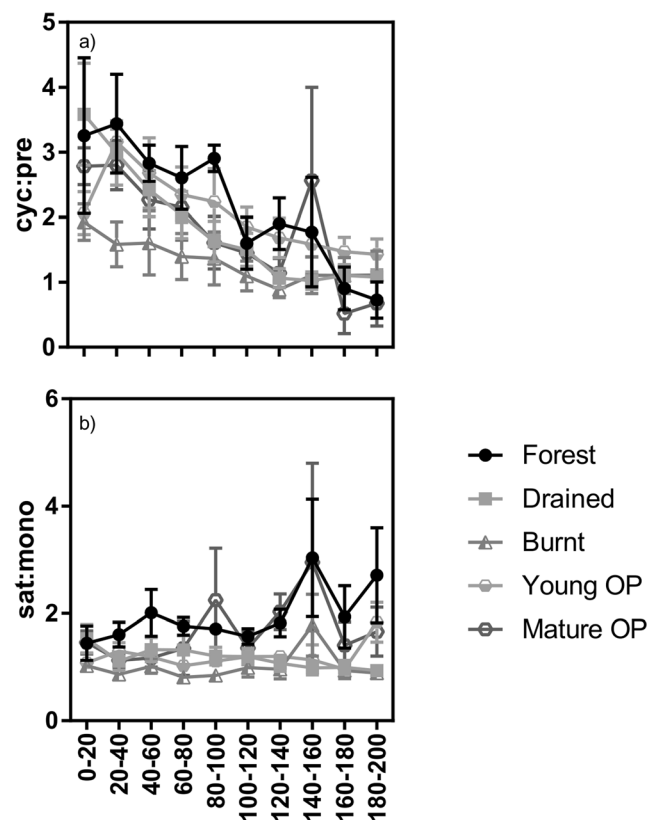 5
a)
4
3
2
1
0
cyc:pre
6
b)
4
2
0
sat:mono
0-20
20-40
40-60
60-80
80-100
100-120
120-140
140-160
160-180
180-200
Forest
Drained
Burnt
Young OP
Mature OP